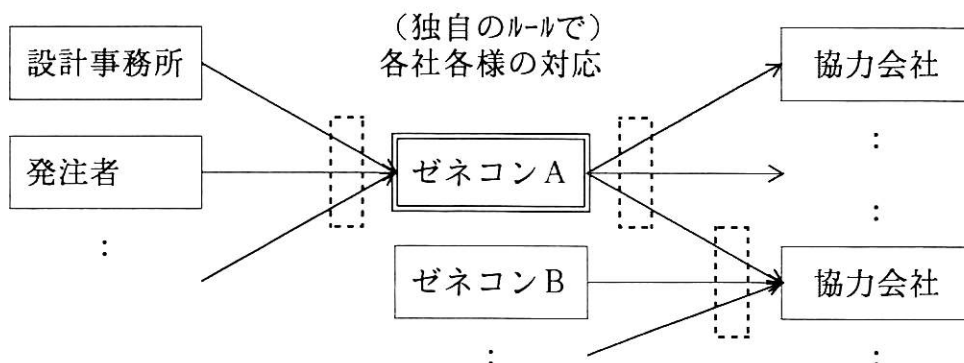 (独自のルールで)
各社各様の対応
設計事務所
発注者
:
ゼネコンA
ゼネコンB
:
協力会社
:
:
協力会社
: